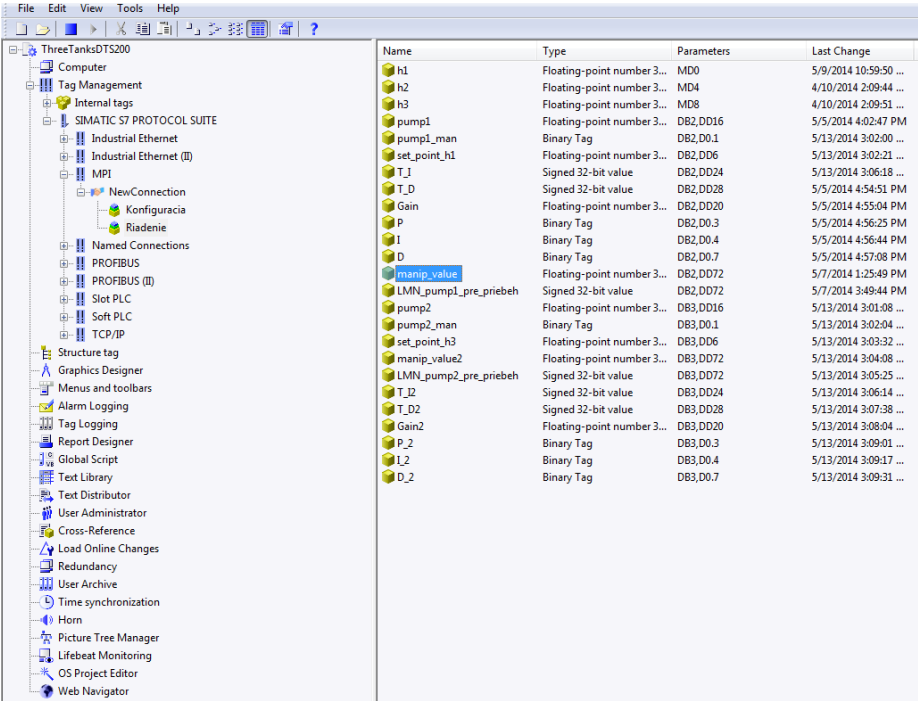 File Edit View Tools Help
ThreeTanksDTS200
Computer
Tag Management
Internal tags
SIMATIC S7 PROTOCOL SUITE
Industrial Ethernet
Industrial Ethernet (II)
MPI
NewConnection
Konfiguracia
Riadenie
Named Connections
PROFIBUS
PROFIBUS (II)
Slot PLC
Soft PLC
TCP/IP
Structure tag
Graphics Designer
Menus and toolbars
Alarm Logging
Tag Logging
Report Designer
Global Script
Text Library
Text Distributor
User Administrator
Cross-Reference
Load Online Changes
Redundancy
User Archive
Time synchronization
Horn
Picture Tree Manager
Lifebeat Monitoring
OS Project Editor
Web Navigator
Name Type Parameters Last Change
h1 Floating-point number 3... MD0 5/9/2014 10:59:50 ...
h2 Floating-point number 3... MD4 4/10/2014 2:09:44 ...
h3 Floating-point number 3... MD8 4/10/2014 2:09:51 ...
pump1 Floating-point number 3... DB2,DD16 5/5/2014 4:02:47 PM
pump1_man Binary Tag DB2,D0.1 5/13/2014 3:02:00 ...
set_point_h1 Floating-point number 3... DB2,DD6 5/13/2014 3:02:21 ...
T_I Signed 32-bit value DB2,DD24 5/13/2014 3:06:18 ...
T_D Signed 32-bit value DB2,DD28 5/5/2014 4:54:51 PM
Gain Floating-point number 3... DB2,DD20 5/5/2014 4:55:04 PM
P Binary Tag DB2,D0.3 5/5/2014 4:56:25 PM
I Binary Tag DB2,D0.4 5/5/2014 4:56:44 PM
D Binary Tag DB2,D0.7 5/5/2014 4:57:08 PM
manip_value Floating-point number 3... DB2,DD72 5/7/2014 1:25:49 PM
LMN_pump1_pre_priebeh Signed 32-bit value DB2,DD72 5/7/2014 3:49:44 PM
pump2 Floating-point number 3... DB3,DD16 5/13/2014 3:01:08 ...
pump2_man Binary Tag DB3,D0.1 5/13/2014 3:02:04 ...
set_point_h3 Floating-point number 3... DB3,DD6 5/13/2014 3:03:32 ...
manip_value2 Floating-point number 3... DB3,DD72 5/13/2014 3:04:08 ...
LMN_pump2_pre_priebeh Signed 32-bit value DB3,DD72 5/13/2014 3:05:25 ...
T_I2 Signed 32-bit value DB3,DD24 5/13/2014 3:06:14 ...
T_D2 Signed 32-bit value DB3,DD28 5/13/2014 3:07:38 ...
Gain2 Floating-point number 3... DB3,DD20 5/13/2014 3:08:04 ...
P_2 Binary Tag DB3,D0.3 5/13/2014 3:09:01 ...
I_2 Binary Tag DB3,D0.4 5/13/2014 3:09:17 ...
D_2 Binary Tag DB3,D0.7 5/13/2014 3:09:31 ...